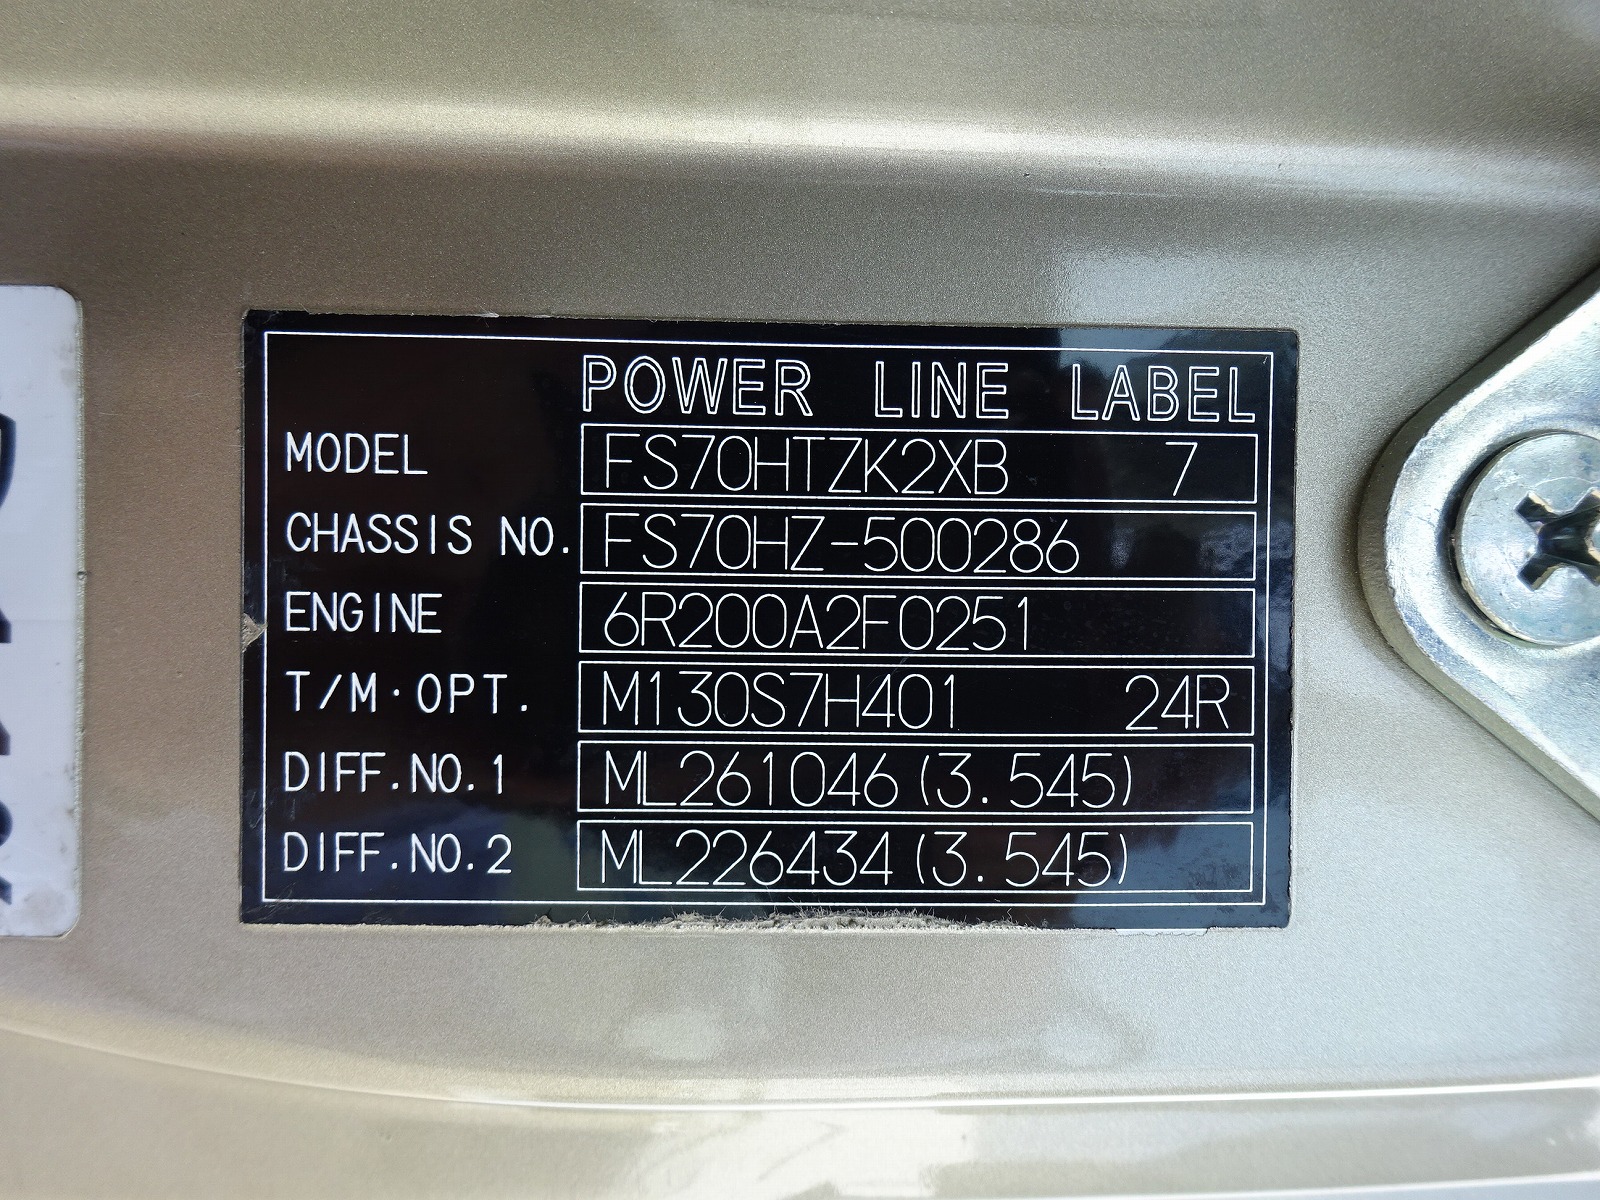 POWER LINE LABEL
MODEL FS70HTZK2XB 7
CHASSIS NO. FS70HZ-500286
ENGINE 6R200A2F0251
T/M·OPT. M130S7H401 24R
DIFF.NO.1 ML261046(3.545)
DIFF.NO.2 ML226434(3.545)